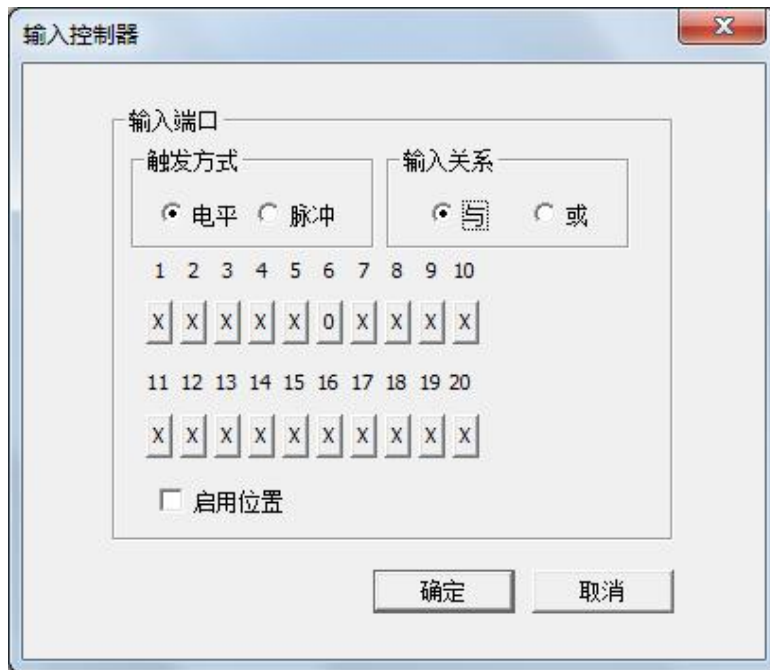 输入控制器
输入端口
触发方式 输入关系
电平 脉冲 与 或
1 2 3 4 5 6 7 8 9 10
X X X X X 0 X X X X
11 12 13 14 15 16 17 18 19 20
X X X X X X X X X X
启用位置
确定 取消